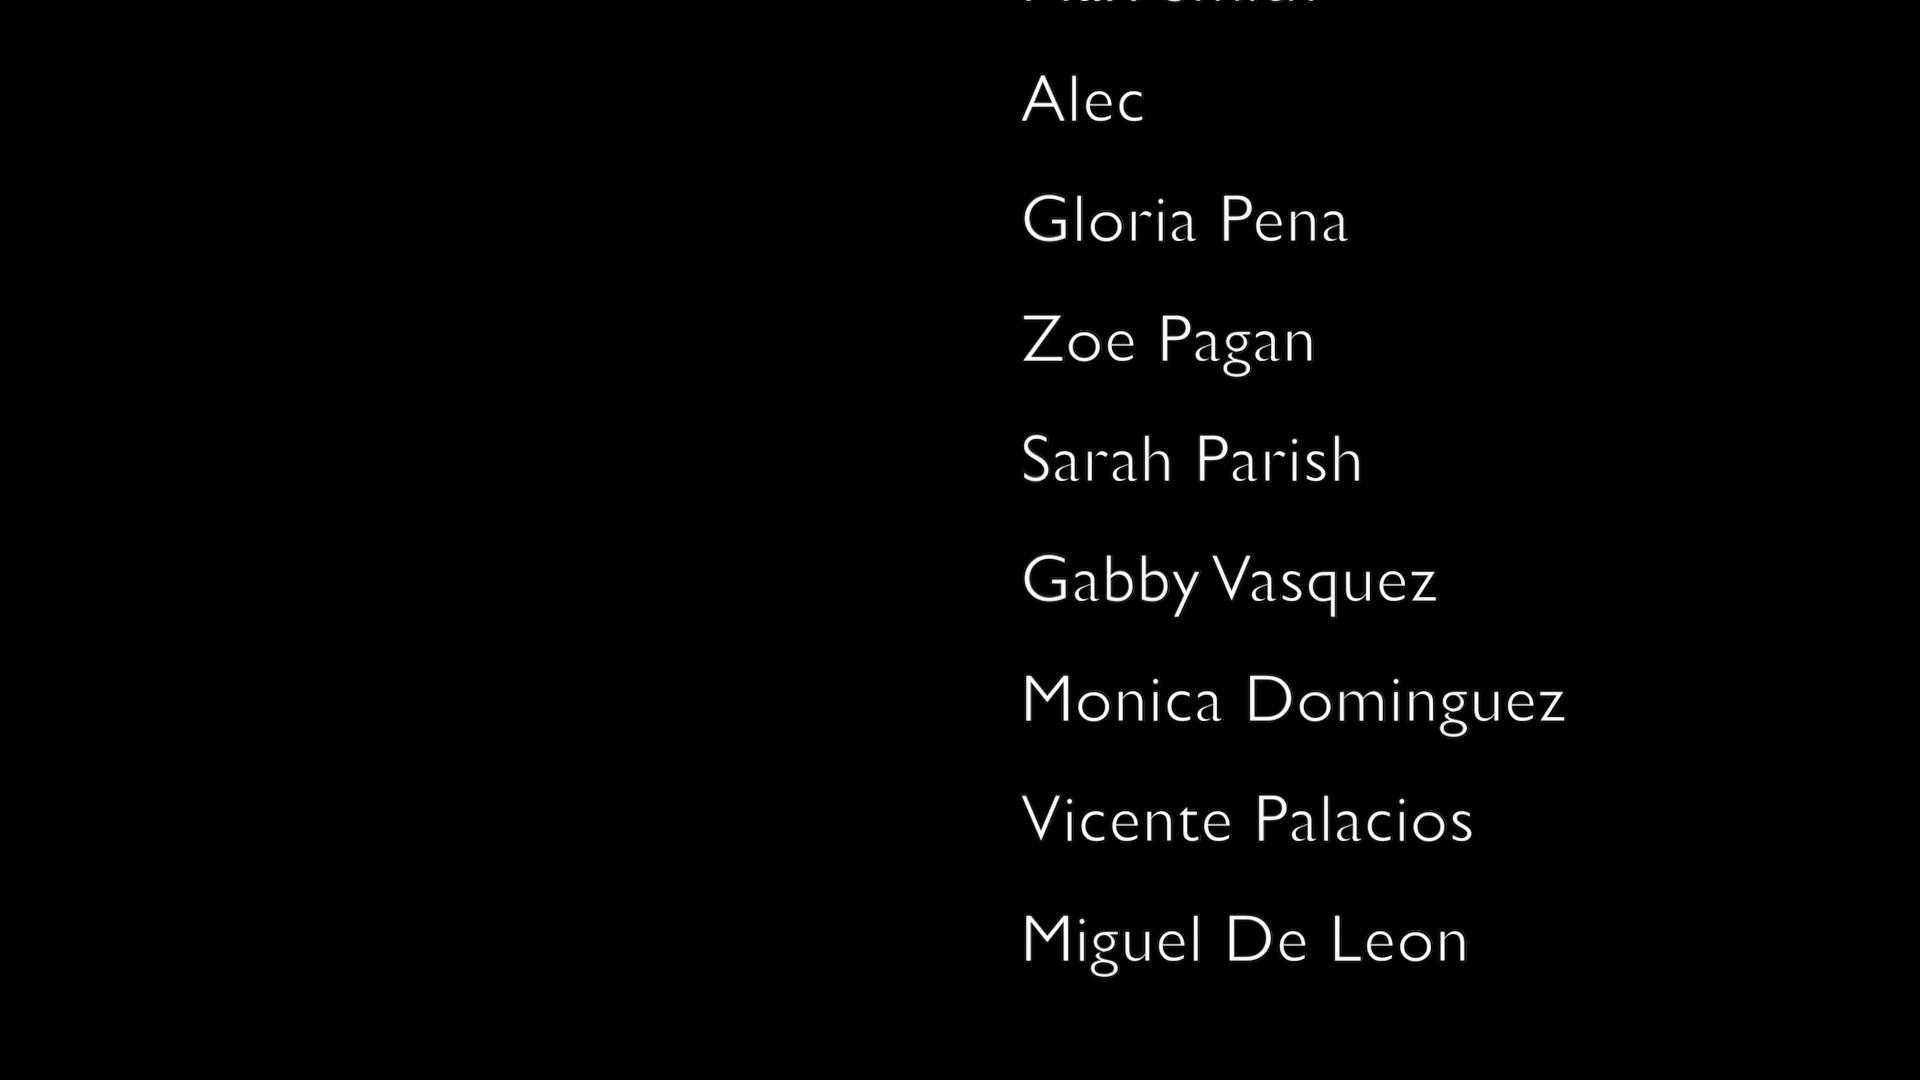 Alec
Gloria Pena
Zoe Pagan
Sarah Parish
Gabby Vasquez
Monica Dominguez
Vicente Palacios
Miguel De Leon